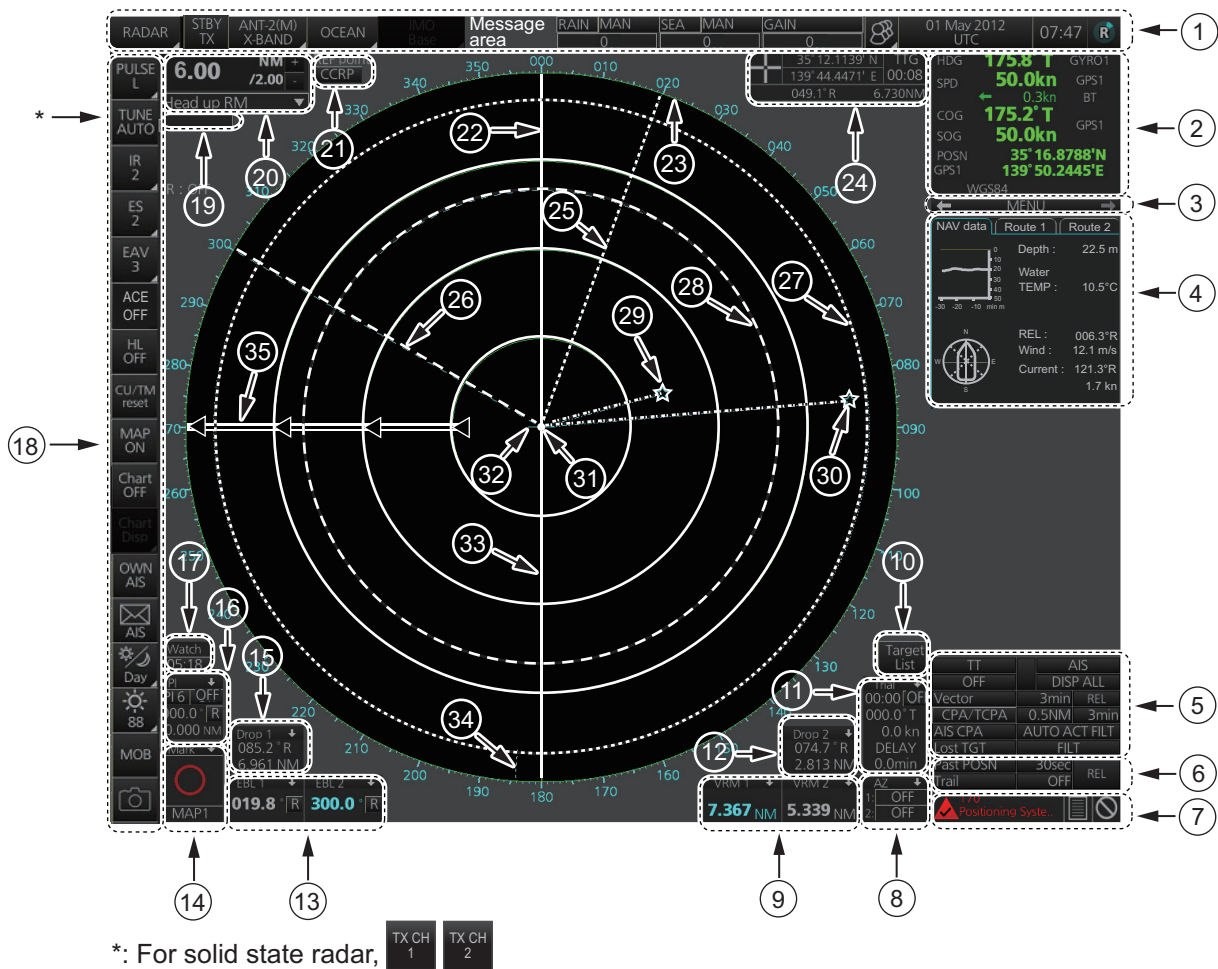 RADAR STBY TX ANT-2(M) X-BAND OCEAN IMO Base Message area RAIN MAN 0 SEA MAN 0 GAIN 0 01 May 2012 UTC 07:47 R 1
PULSE L
* TUNE AUTO
IR 2
ES 2
EAV 3
ACE OFF
HL OFF
CU/TM reset
MAP ON
18
Chart OFF
Chart Disp
OWN AIS
AIS
Day
88
MOB
6.00 NM /2.00 - +
Head up RM
19
20
CCRP
21
22
23
35°12.1139' N TTG
139°44.4471' E 00:08
049.1°R 6.730NM
24
HDG 175.8°T GYRO1
SPD 50.0kn GPS1
0.3kn BT
COG 175.2°T GPS1
SOG 50.0kn
POSN 35°16.8788'N
GPS1 139°50.2445'E
WGS84
2
MENU
3
NAV data Route 1 Route 2
0
10
20
30
40
50
-30 -20 -10 min m
Depth : 22.5 m
Water
TEMP : 10.5°C
N
W E
S
REL : 006.3°R
Wind : 12.1 m/s
Current : 121.3°R
1.7 kn
4
340 350 000 010 020
330 030
320 040
310 050
300
290 070
280 080
270 090
260 100
250 110
240 120
230 130
220
210
200 190 180 170 160
25
26
27
28
29
30
31
32
33
34
35
17
Watch
05:18
16
PI
PI 6 OFF
000.0° R
0.000 NM
15
Drop 1
085.2°R
6.961 NM
Mark
MAP1
14
EBL 1 EBL 2
019.8° R 300.0° R
13
12
Drop 2
074.7°R
2.813 NM
VRM 1 VRM 2
7.367 NM 5.339 NM
9
10
Target List
11
Trial
00:00
000.0°T
0.0 kn
DELAY
0.0min
AZ
1: OFF
2: OFF
8
TT AIS
OFF DISP ALL
Vector 3min REL
CPA/TCPA 0.5NM 3min
AIS CPA AUTO ACT FILT
Lost TGT FILT
5
Past POSN 30sec REL
Trail OFF
6
170
Positioning Syste..
7
*: For solid state radar, TX CH 1 TX CH 2